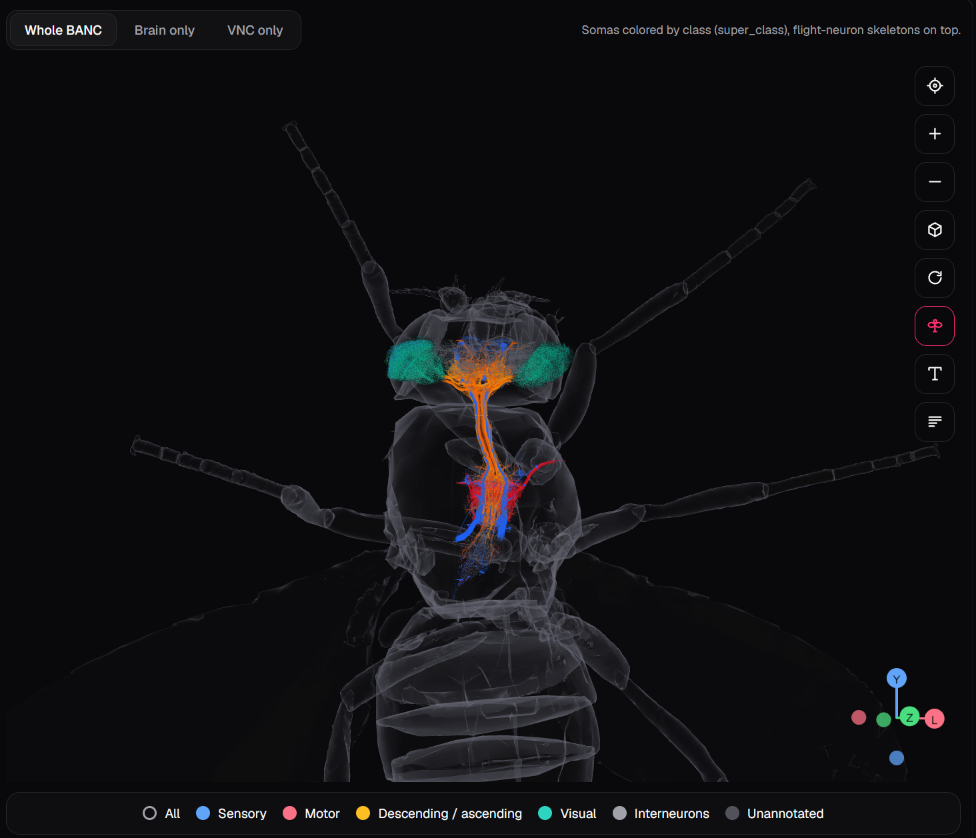 Whole BANC Brain only VNC only
Somas colored by class (super_class), flight-neuron skeletons on top.
Y
Z L
All Sensory Motor Descending / ascending Visual Interneurons Unannotated